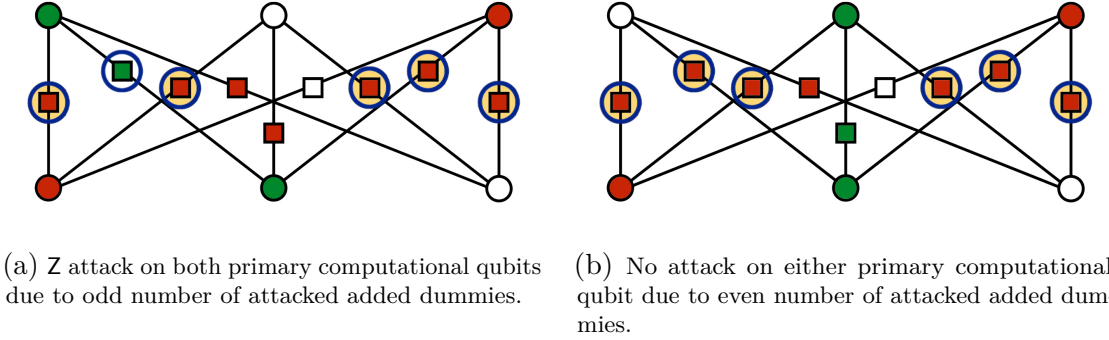 (a) Z attack on both primary computational qubits
due to odd number of attacked added dummies.
(b) No attack on either primary computational
qubit due to even number of attacked added dum-
mies.